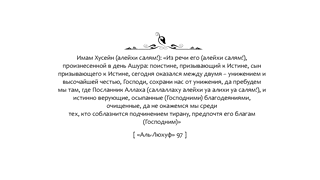 Имам Хусейн (алейхи салям!): «Из речи его (алейхи салям!),
произнесенной в день Ашура: поистине, призывающий к Истине, сын
призывающего к Истине, сегодня оказался между двумя – унижением и
высочайшей честью, Господи, сохрани нас от унижения, да пребудем
мы там, где Посланник Аллаха (саллаллаху алейхи уа алихи уа салям!), и
истинно верующие, осыпанные (Господними) благодеяниями,
очищенные, да не окажемся мы среди
тех, кто соблазнится подчинением тирану, предпочтя его благам
(Господним)»
[ «Аль-Люхуф» 97 ]